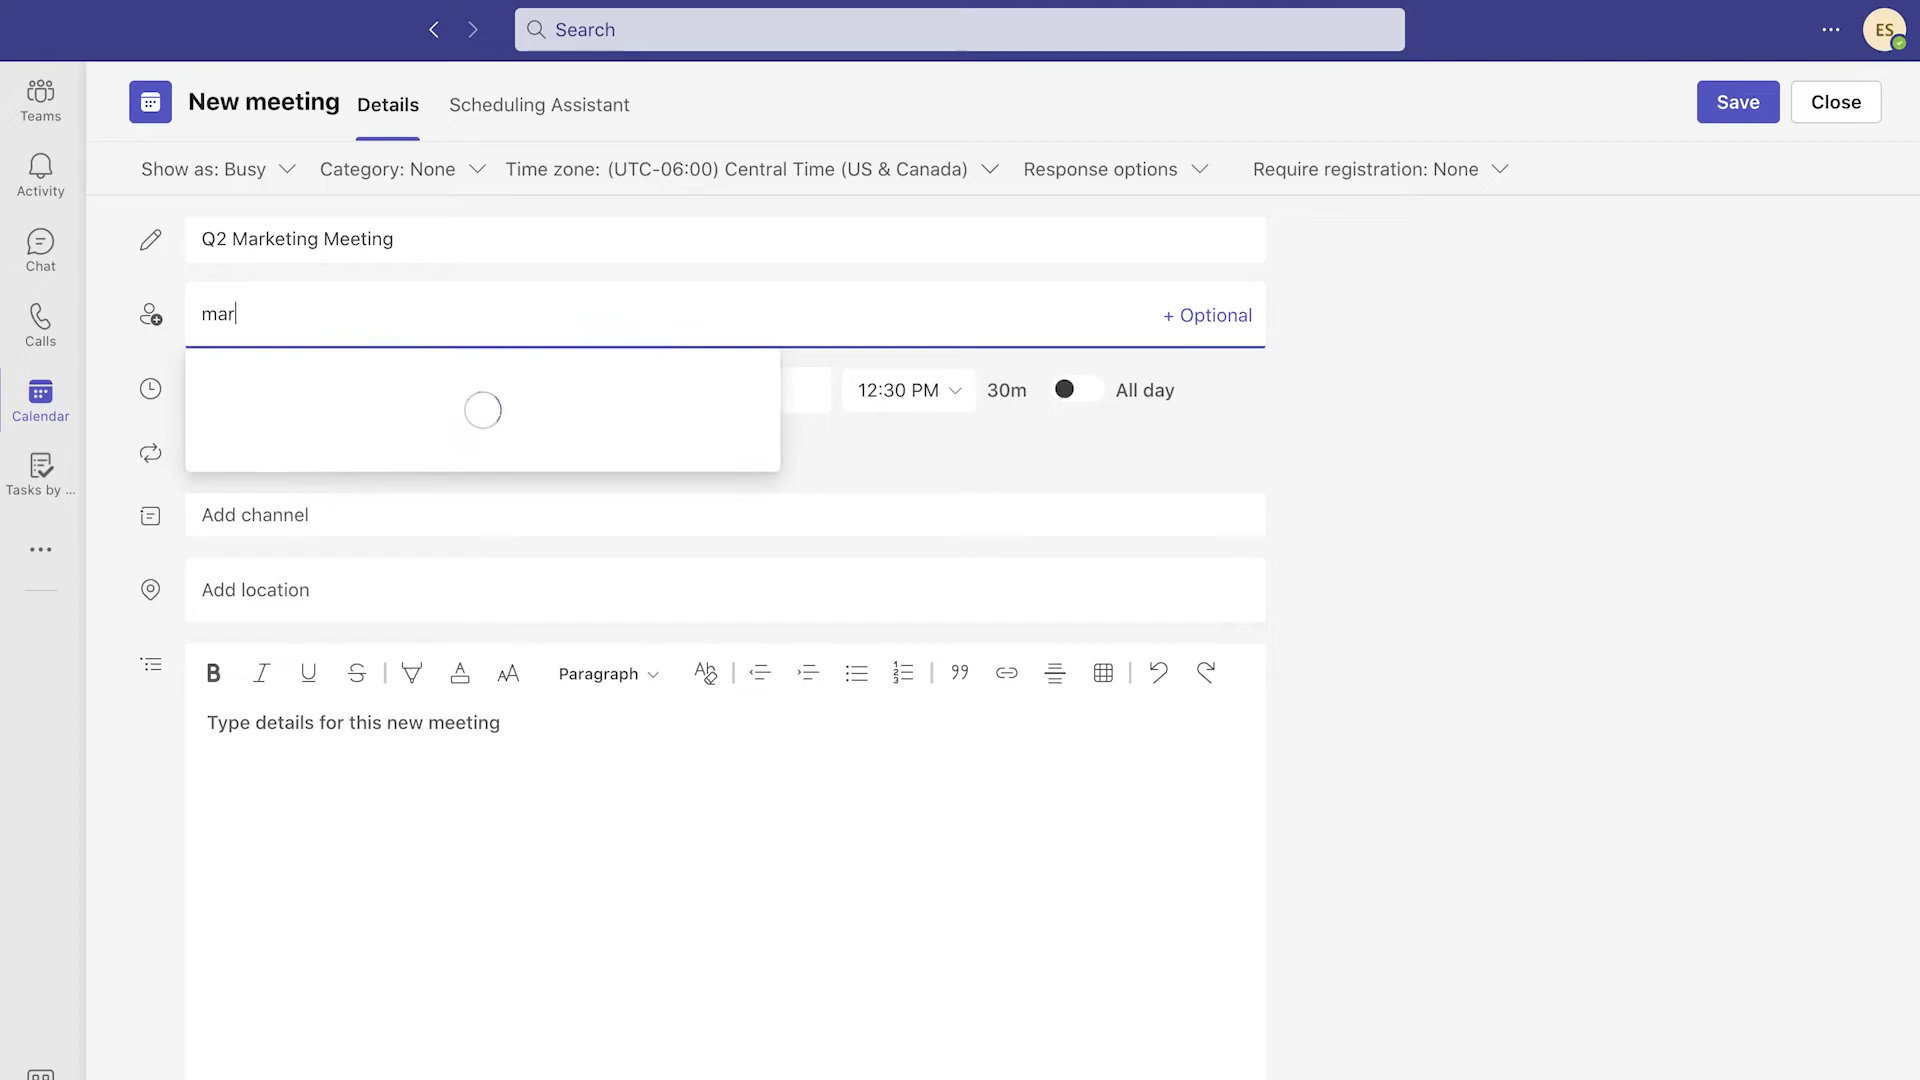 Search
ES
Teams
Activity
Chat
Calls
Calendar
Tasks by ...
New meeting
Details
Scheduling Assistant
Save
Close
Show as: Busy
Category: None
Time zone: (UTC-06:00) Central Time (US & Canada)
Response options
Require registration: None
Q2 Marketing Meeting
mar
+ Optional
12:30 PM
30m
All day
Add channel
Add location
Paragraph
Type details for this new meeting